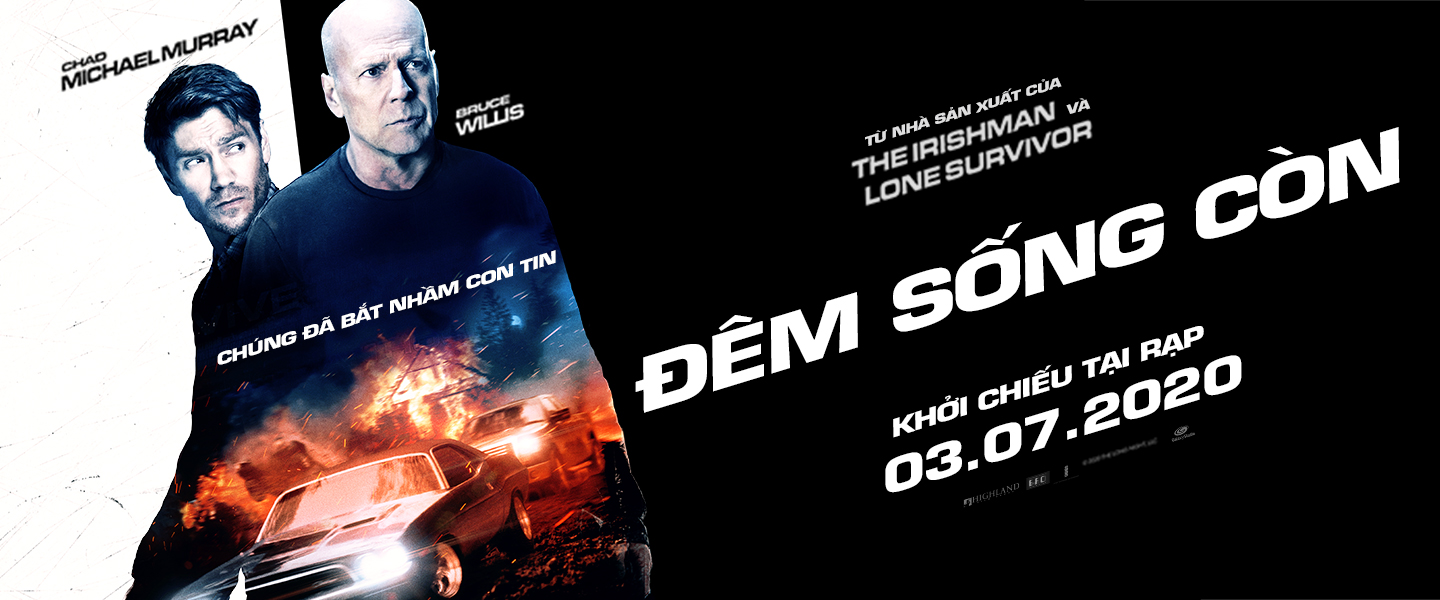 CHAD
MICHAEL MURRAY
BRUCE
WILLIS
CHÚNG ĐÃ BẮT NHẦM CON TIN
TỪ NHÀ SẢN XUẤT CỦA
THE IRISHMAN VÀ
LONE SURVIVOR
ĐÊM SỐNG CÒN
KHỞI CHIẾU TẠI RẠP
03.07.2020
HIGHLAND